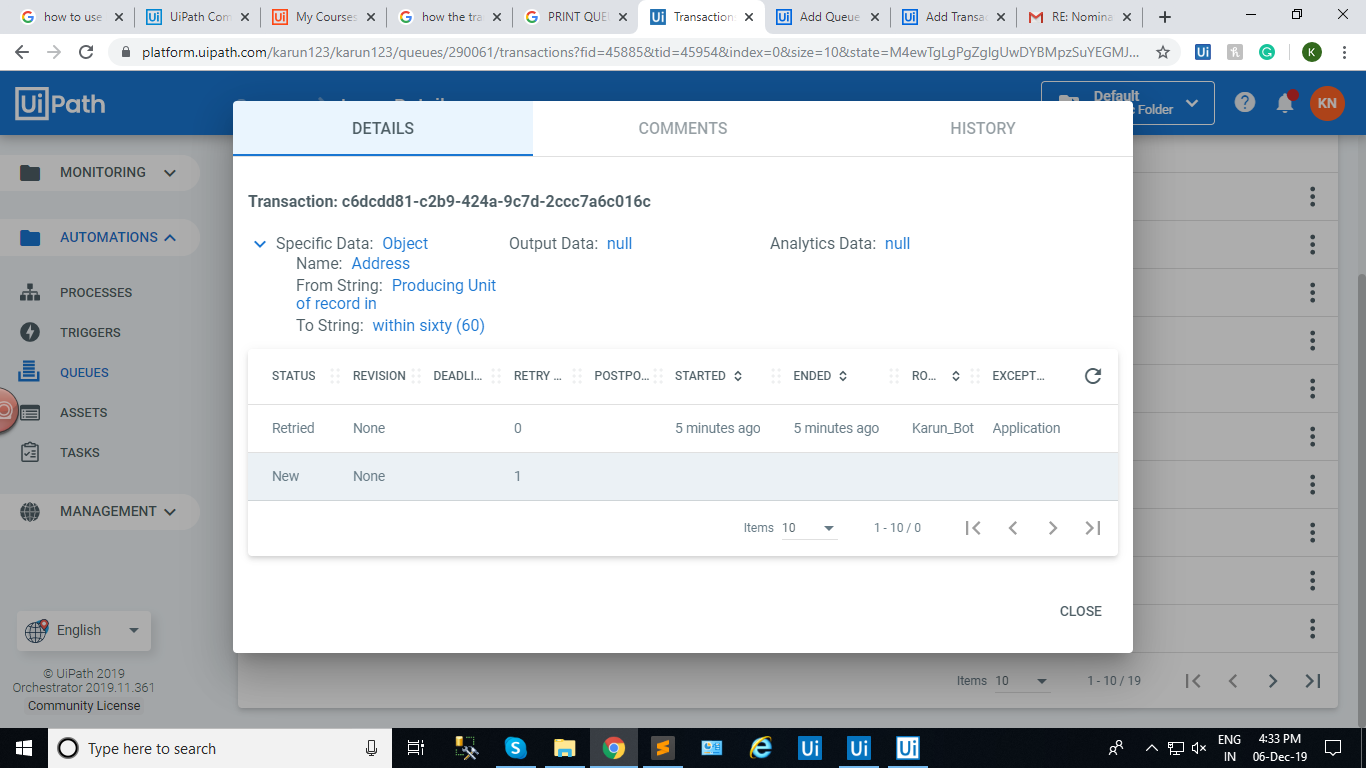 how to use
UiPath Com
My Courses
how the tra
PRINT QUE
Transaction
Add Queue
Add Transac
RE: Nomina
platform.uipath.com/karun123/karun123/queues/290061/transactions?fid=45885&tid=45954&index=0&size=10&state=M4ewTgLgPgZglgUwDYBMpzSuYEGMJ...
K
UiPath
Default
Folder
KN
DETAILS
COMMENTS
HISTORY
MONITORING
Transaction: c6dcdd81-c2b9-424a-9c7d-2ccc7a6c016c
AUTOMATIONS
Specific Data: Object
Output Data: null
Analytics Data: null
Name: Address
From String: Producing Unit
of record in
To String: within sixty (60)
PROCESSES
TRIGGERS
QUEUES
ASSETS
TASKS
MANAGEMENT
STATUS REVISION DEADLI... RETRY ... POSTPO... STARTED ENDED RO... EXCEPT...
Retried None 0 5 minutes ago 5 minutes ago Karun_Bot Application
New None 1
Items 10 1 - 10 / 0
CLOSE
English
© UiPath 2019
Orchestrator 2019.11.361
Community License
Items 10 1 - 10 / 19
Type here to search
ENG
IN
4:33 PM
06-Dec-19